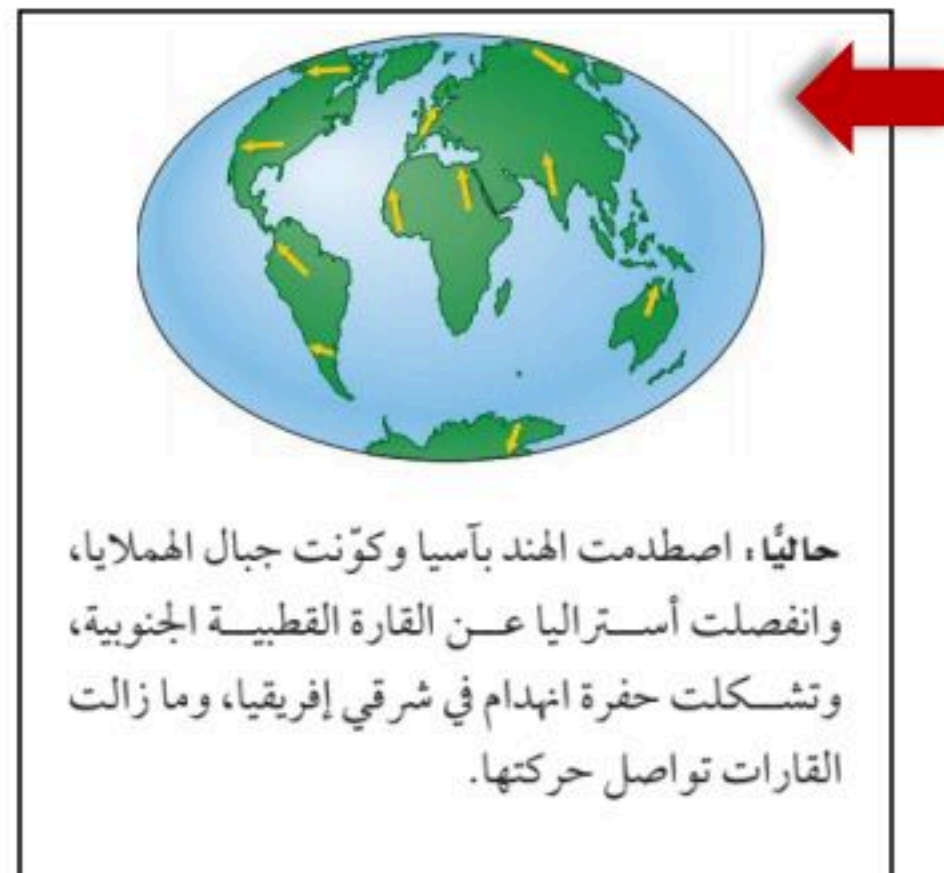 حاليًّا، اصطدمت الهند بآسيا وكوّنت جبال الهملايا،
وانفصلت أستراليا عن القارة القطبية الجنوبية،
وتشكلت حفرة انهدام في شرقي إفريقيا، وما زالت
القارات تواصل حركتها.